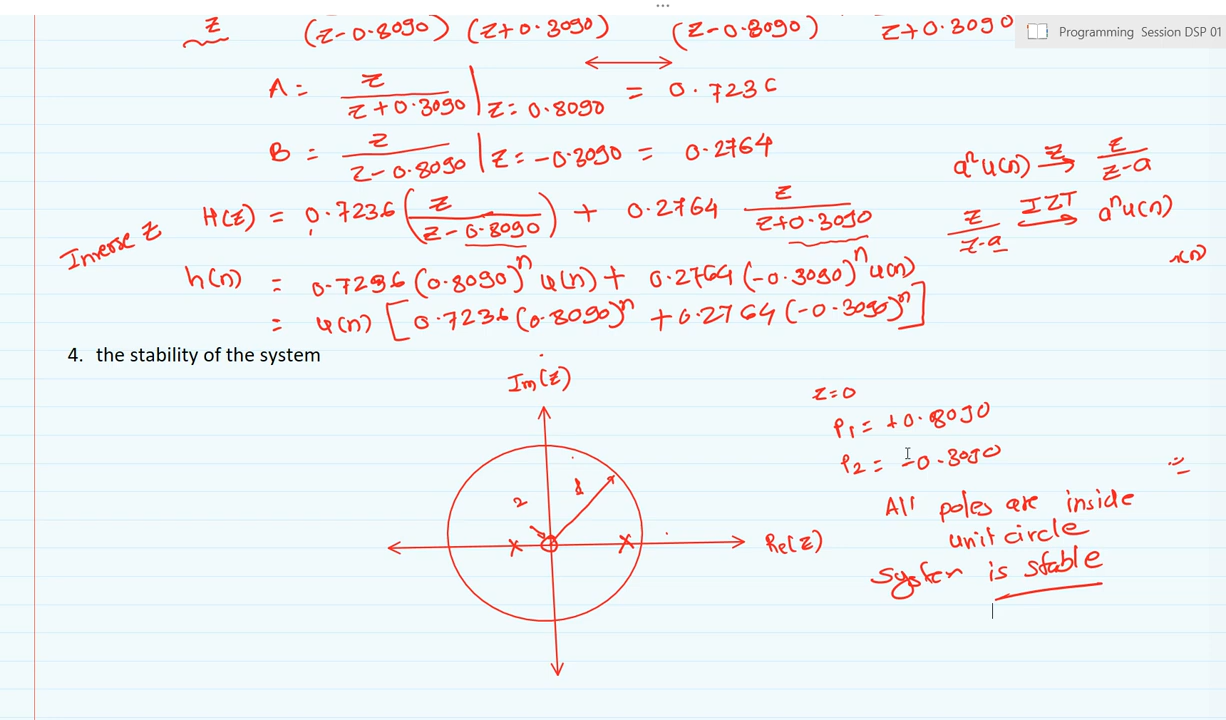 Programming Session DSP 01
z (z-0.8090) (z+0.3090) (z-0.8090) z+0.3090
A = z / z+0.3090 | z=0.8090 = 0.7236
B = z / z-0.8090 | z=-0.3090 = 0.2764
aⁿu(n) z→ z / z-a
Inverse Z H(z) = 0.7236 ( z / z-0.8090 ) + 0.2764 z / z+0.3090
z / z-a IZT→ aⁿu(n)
x(n)
h(n) = 0.7236 (0.8090)ⁿ u(n) + 0.2764 (-0.3090)ⁿ u(n)
= u(n) [ 0.7236 (0.8090)ⁿ + 0.2764 (-0.3090)ⁿ ]
4. the stability of the system
Im(z)
z=0
P1 = +0.8090
P2 = -0.3090
2
1
Re(z)
All poles are inside
unit circle
System is stable